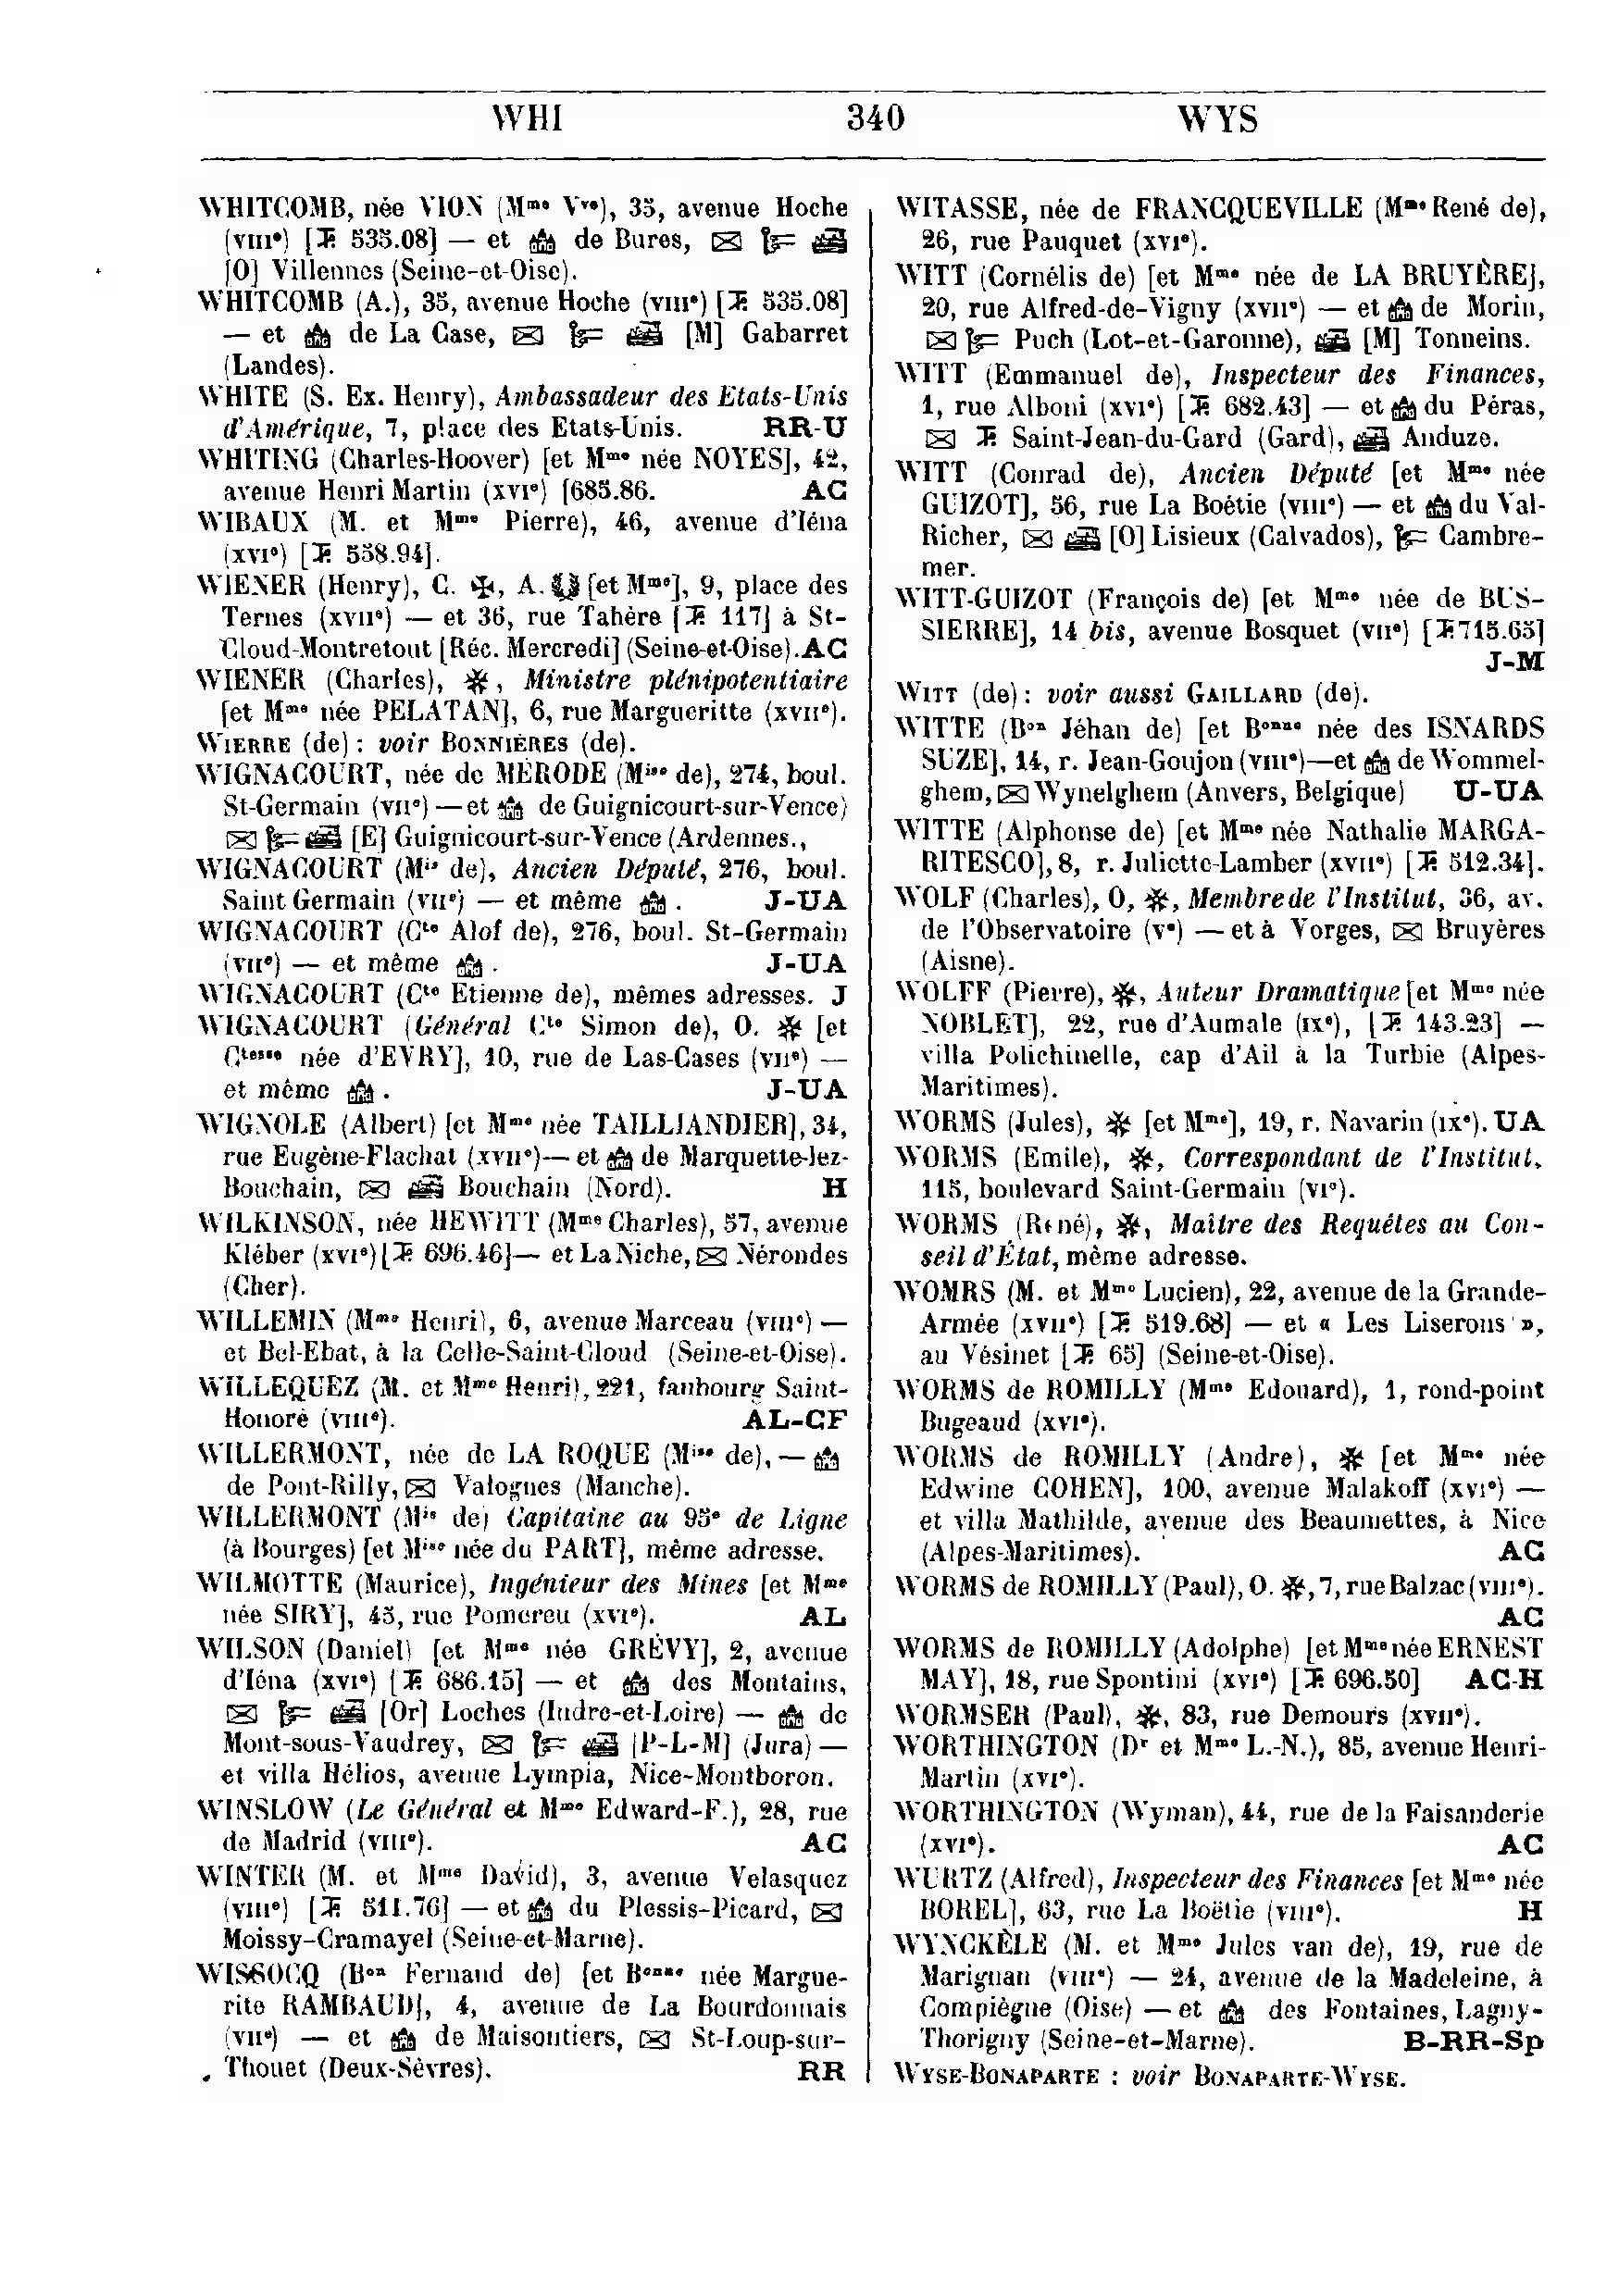 WHI 340 WYS
WHITCOMB, née VION (Mme Vve), 35, avenue Hoche
(VIIIe) [T. 535.08] — et de Bures,
[O] Villennes (Seine-et-Oise).
WHITCOMB (A.), 35, avenue Hoche (VIIIe) [T. 535.08]
— et de La Case, [M] Gabarret
(Landes).
WHITE (S. Ex. Henry), Ambassadeur des Etats-Unis
d'Amérique, 7, place des Etats-Unis. RR-U
WHITING (Charles-Hoover) [et Mme née NOYES], 42,
avenue Henri Martin (XVIe) [685.86. AC
WIBAUX (M. et Mme Pierre), 46, avenue d'Iéna
(XVIe) [T. 558.94].
WIENER (Henry), C. ✠, A. [et Mme], 9, place des
Ternes (XVIIe) — et 36, rue Tahère [T. 117] à St-
Cloud-Montretout [Réc. Mercredi] (Seine-et-Oise). AC
WIENER (Charles), ✻, Ministre plénipotentiaire
[et Mme née PELATAN], 6, rue Margueritte (XVIIe).
WIERRE (de) : voir BONNIÈRES (de).
WIGNACOURT, née de MÉRODE (Mise de), 274, boul.
St-Germain (VIIe) — et de Guignicourt-sur-Vence)
[E] Guignicourt-sur-Vence (Ardennes.,
WIGNACOURT (Mis de), Ancien Député, 276, boul.
Saint Germain (VIIe) — et même . J-UA
WIGNACOURT (Cte Alof de), 276, boul. St-Germain
(VIIe) — et même . J-UA
WIGNACOURT (Cte Etienne de), mêmes adresses. J
WIGNACOURT (Général Cte Simon de), O. ✻ [et
Ctesse née d'EVRY], 10, rue de Las-Cases (VIIe) —
et même . J-UA
WIGNOLE (Albert) [et Mme née TAILLIANDIER], 34,
rue Eugène-Flachat (XVIIe) — et de Marquette-lez-
Bouchain, Bouchain (Nord). H
WILKINSON, née HEWITT (Mme Charles), 57, avenue
Kléber (XVIe) [T. 696.46] — et La Niche, Nérondes
(Cher).
WILLEMIN (Mme Henri), 6, avenue Marceau (VIIIe) —
et Bel-Ebat, à la Celle-Saint-Cloud (Seine-et-Oise).
WILLEQUEZ (M. et Mme Henri), 221, faubourg Saint-
Honoré (VIIIe). AL-CF
WILLERMONT, née de LA ROQUE (Mise de), —
de Pont-Rilly, Valognes (Manche).
WILLERMONT (Mis de) Capitaine au 95e de Ligne
(à Bourges) [et Mise née du PART], même adresse.
WILMOTTE (Maurice), Ingénieur des Mines [et Mme
née SIRY], 45, rue Pomereu (XVIe). AL
WILSON (Daniel) [et Mme née GRÉVY], 2, avenue
d'Iéna (XVIe) [T. 686.15] — et des Montains,
[Or] Loches (Indre-et-Loire) — de
Mont-sous-Vaudrey, [P-L-M] (Jura) —
et villa Hélios, avenue Lympia, Nice-Montboron.
WINSLOW (Le Général et Mme Edward-F.), 28, rue
de Madrid (VIIIe). AC
WINTER (M. et Mme David), 3, avenue Velasquez
(VIIIe) [T. 511.76] — et du Plessis-Picard,
Moissy-Cramayel (Seine-et-Marne).
WISSOCQ (Bon Fernand de) [et Bonne née Margue-
rite RAMBAUD], 4, avenue de La Bourdonnais
(VIIe) — et de Maisontiers, St-Loup-sur-
Thouet (Deux-Sèvres). RR
WITASSE, née de FRANCQUEVILLE (Mme René de),
26, rue Pauquet (XVIe).
WITT (Cornélis de) [et Mme née de LA BRUYÈRE],
20, rue Alfred-de-Vigny (XVIIe) — et de Morin,
Puch (Lot-et-Garonne), [M] Tonneins.
WITT (Emmanuel de), Inspecteur des Finances,
1, rue Alboni (XVIe) [T. 682.43] — et du Péras,
T. Saint-Jean-du-Gard (Gard), Anduze.
WITT (Conrad de), Ancien Député [et Mme née
GUIZOT], 56, rue La Boétie (VIIIe) — et du Val-
Richer, [O] Lisieux (Calvados), Cambre-
mer.
WITT-GUIZOT (François de) [et Mme née de BUS-
SIERRE], 14 bis, avenue Bosquet (VIIe) [T. 715.65]
J-M
WITT (de) : voir aussi GAILLARD (de).
WITTE (Bon Jéhan de) [et Bonne née des ISNARDS
SUZE], 14, r. Jean-Goujon (VIIIe) — et de Wommel-
ghem, Wynelghem (Anvers, Belgique) U-UA
WITTE (Alphonse de) [et Mme née Nathalie MARGA-
RITESCO], 8, r. Juliette-Lamber (XVIIe) [T. 512.34].
WOLF (Charles), O, ✻, Membre de l'Institut, 36, av.
de l'Observatoire (Ve) — et à Vorges, Bruyères
(Aisne).
WOLFF (Pierre), ✻, Auteur Dramatique [et Mme née
NOBLET], 22, rue d'Aumale (IXe), [T. 143.23] —
villa Polichinelle, cap d'Ail à la Turbie (Alpes-
Maritimes).
WORMS (Jules), ✻ [et Mme], 19, r. Navarin (IXe). UA
WORMS (Emile), ✻, Correspondant de l'Institut,
115, boulevard Saint-Germain (VIe).
WORMS (René), ✻, Maître des Requêtes au Con-
seil d'État, même adresse.
WOMRS (M. et Mme Lucien), 22, avenue de la Grande-
Armée (XVIIe) [T. 519.68] — et « Les Liserons »,
au Vésinet [T. 65] (Seine-et-Oise).
WORMS de ROMILLY (Mme Edouard), 1, rond-point
Bugeaud (XVIe).
WORMS de ROMILLY (Andre), ✻ [et Mme née
Edwine COHEN], 100, avenue Malakoff (XVIe) —
et villa Mathilde, avenue des Beaumettes, à Nice
(Alpes-Maritimes). AC
WORMS de ROMILLY (Paul), O. ✻, 7, rue Balzac (VIIIe).
AC
WORMS de ROMILLY (Adolphe) [et Mme née ERNEST
MAY], 18, rue Spontini (XVIe) [T. 696.50] AC-H
WORMSER (Paul), ✻, 83, rue Demours (XVIIe).
WORTHINGTON (Dr et Mme L.-N.), 85, avenue Henri-
Martin (XVIe).
WORTHINGTON (Wyman), 44, rue de la Faisanderie
(XVIe). AC
WURTZ (Alfred), Inspecteur des Finances [et Mme née
BOREL], 63, rue La Boëtie (VIIIe). H
WYNCKÈLE (M. et Mme Jules van de), 19, rue de
Marignan (VIIIe) — 24, avenue de la Madeleine, à
Compiègne (Oise) — et des Fontaines, Lagny-
Thorigny (Seine-et-Marne). B-RR-Sp
WYSE-BONAPARTE : voir BONAPARTE-WYSE.